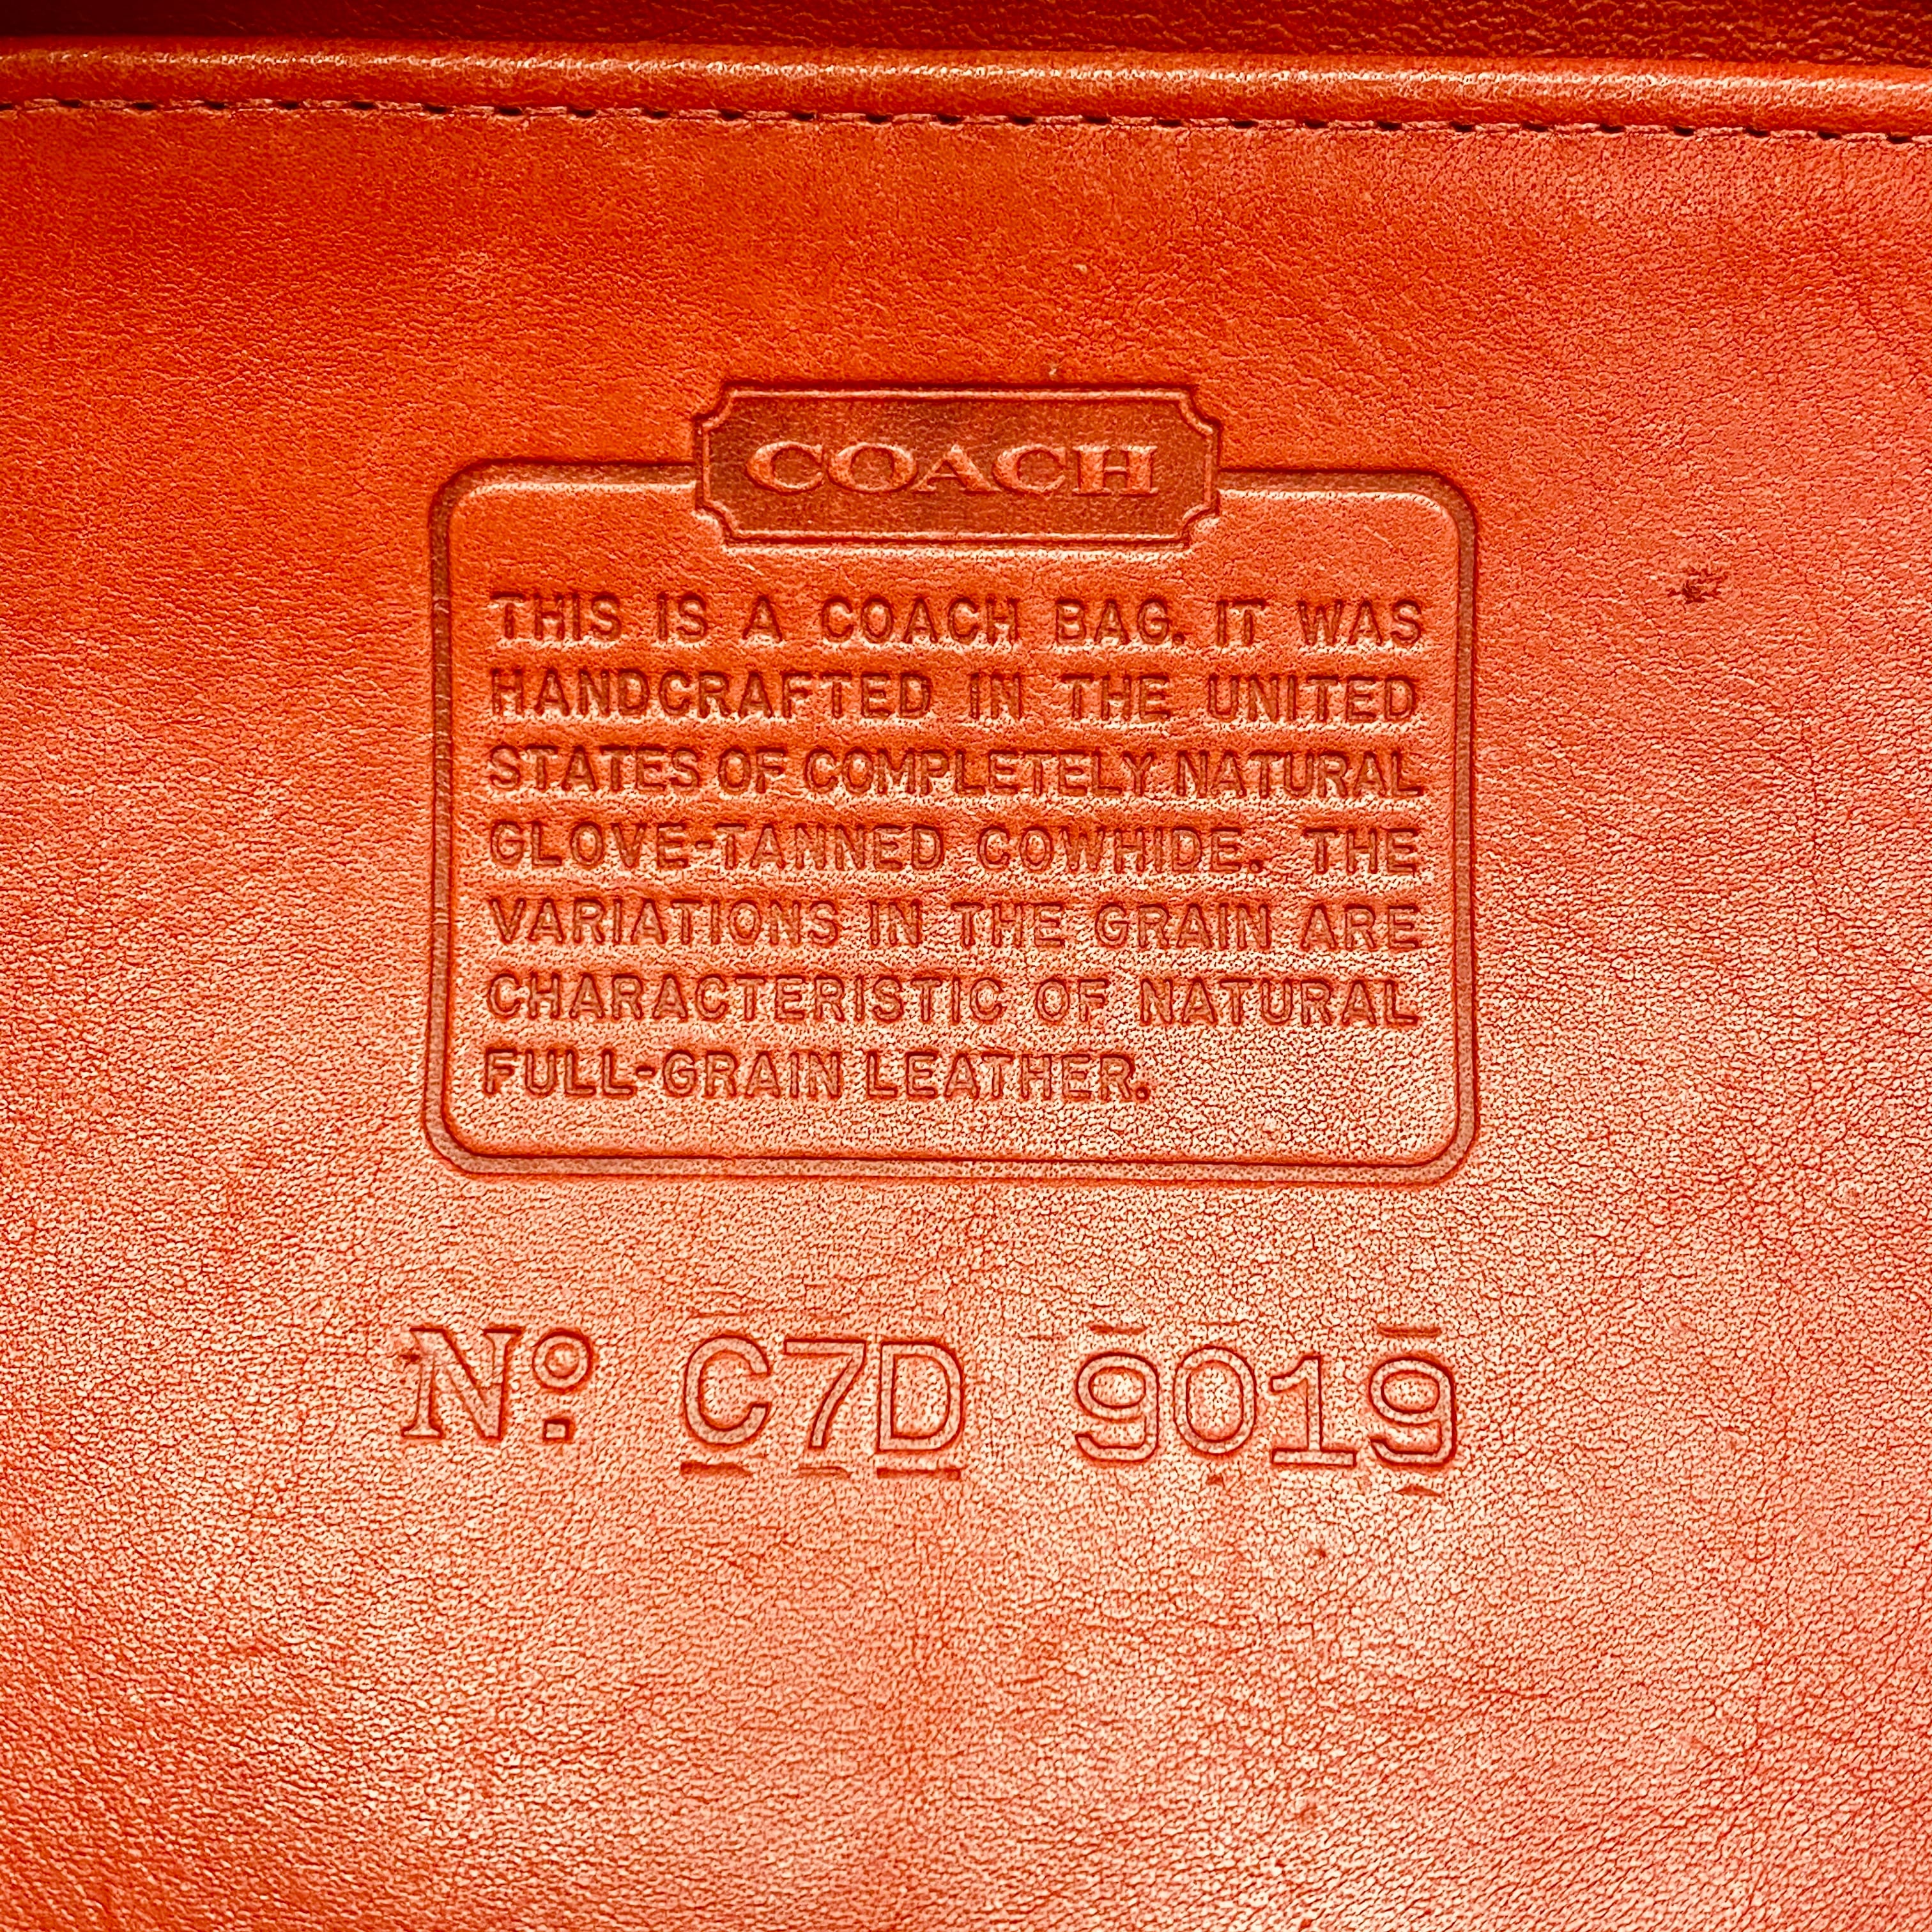 COACH
THIS IS A COACH BAG. IT WAS
HANDCRAFTED IN THE UNITED
STATES OF COMPLETELY NATURAL
GLOVE-TANNED COWHIDE. THE
VARIATIONS IN THE GRAIN ARE
CHARACTERISTIC OF NATURAL
FULL-GRAIN LEATHER.
No. C7D 9019